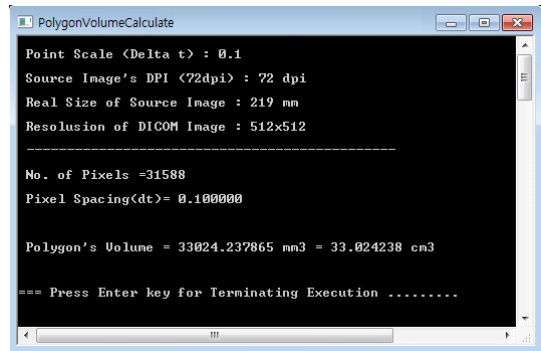 PolygonVolumeCalculate
Point Scale (Delta t) : 0.1
Source Image's DPI (72dpi) : 72 dpi
Real Size of Source Image : 219 mm
Resolusion of DICOM Image : 512x512
------------------------------------------------
No. of Pixels =31588
Pixel Spacing(dt)= 0.100000
Polygon's Volume = 33024.237865 mm3 = 33.024238 cm3
=== Press Enter key for Terminating Execution .........